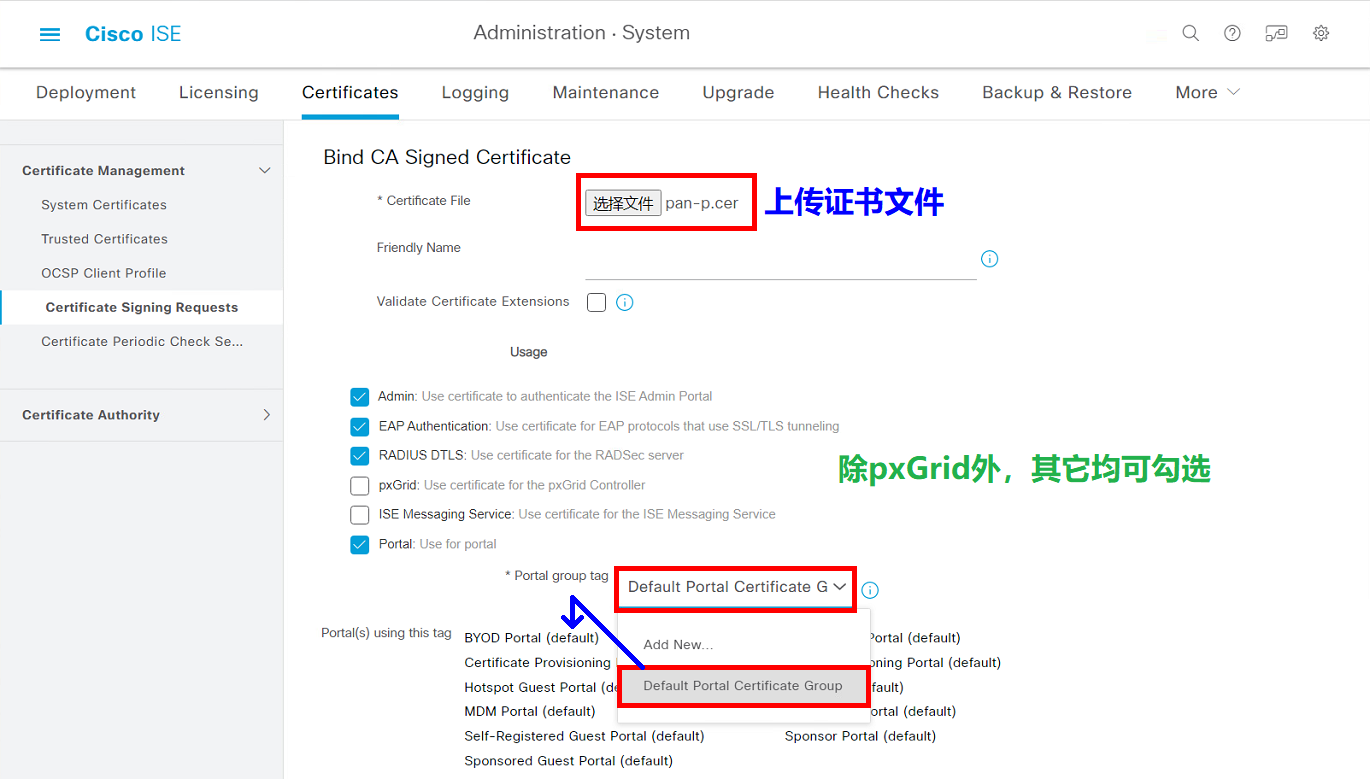 Cisco ISE
Administration · System
Deployment Licensing Certificates Logging Maintenance Upgrade Health Checks Backup & Restore More
Certificate Management
System Certificates
Trusted Certificates
OCSP Client Profile
Certificate Signing Requests
Certificate Periodic Check Se...
Certificate Authority
Bind CA Signed Certificate
* Certificate File 选择文件 pan-p.cer 上传证书文件
Friendly Name
Validate Certificate Extensions
Usage
Admin: Use certificate to authenticate the ISE Admin Portal
EAP Authentication: Use certificate for EAP protocols that use SSL/TLS tunneling
RADIUS DTLS: Use certificate for the RADSec server
除pxGrid外，其它均可勾选
pxGrid: Use certificate for the pxGrid Controller
ISE Messaging Service: Use certificate for the ISE Messaging Service
Portal: Use for portal
* Portal group tag Default Portal Certificate G
Add New...
Default Portal Certificate Group
Portal(s) using this tag
BYOD Portal (default) Portal (default)
Certificate Provisioning Portal (default)
Hotspot Guest Portal
MDM Portal (default) (default)
Self-Registered Guest Portal (default) Sponsor Portal (default)
Sponsored Guest Portal (default)